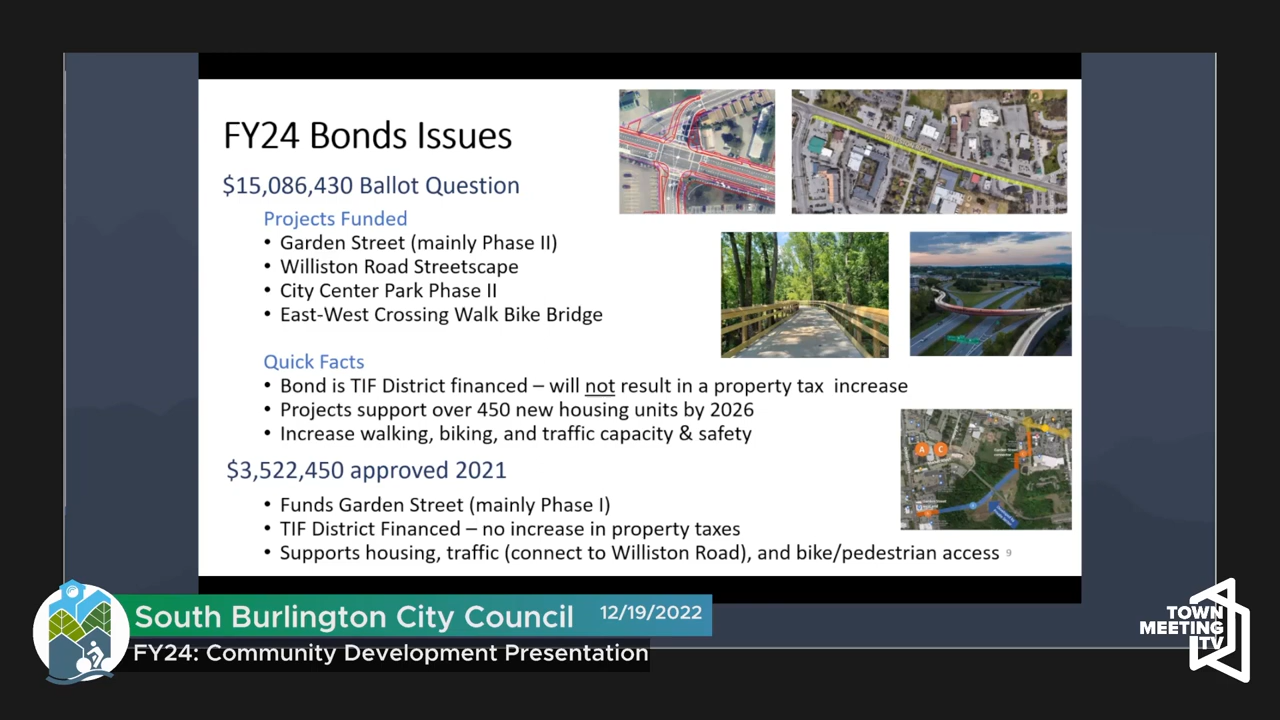 FY24 Bonds Issues
$15,086,430 Ballot Question
Projects Funded
• Garden Street (mainly Phase II)
• Williston Road Streetscape
• City Center Park Phase II
• East-West Crossing Walk Bike Bridge
Quick Facts
• Bond is TIF District financed – will not result in a property tax increase
• Projects support over 450 new housing units by 2026
• Increase walking, biking, and traffic capacity & safety
A C
$3,522,450 approved 2021
• Funds Garden Street (mainly Phase I)
• TIF District Financed – no increase in property taxes
• Supports housing, traffic (connect to Williston Road), and bike/pedestrian access 9
South Burlington City Council 12/19/2022
FY24: Community Development Presentation
TOWN
MEETING
TV